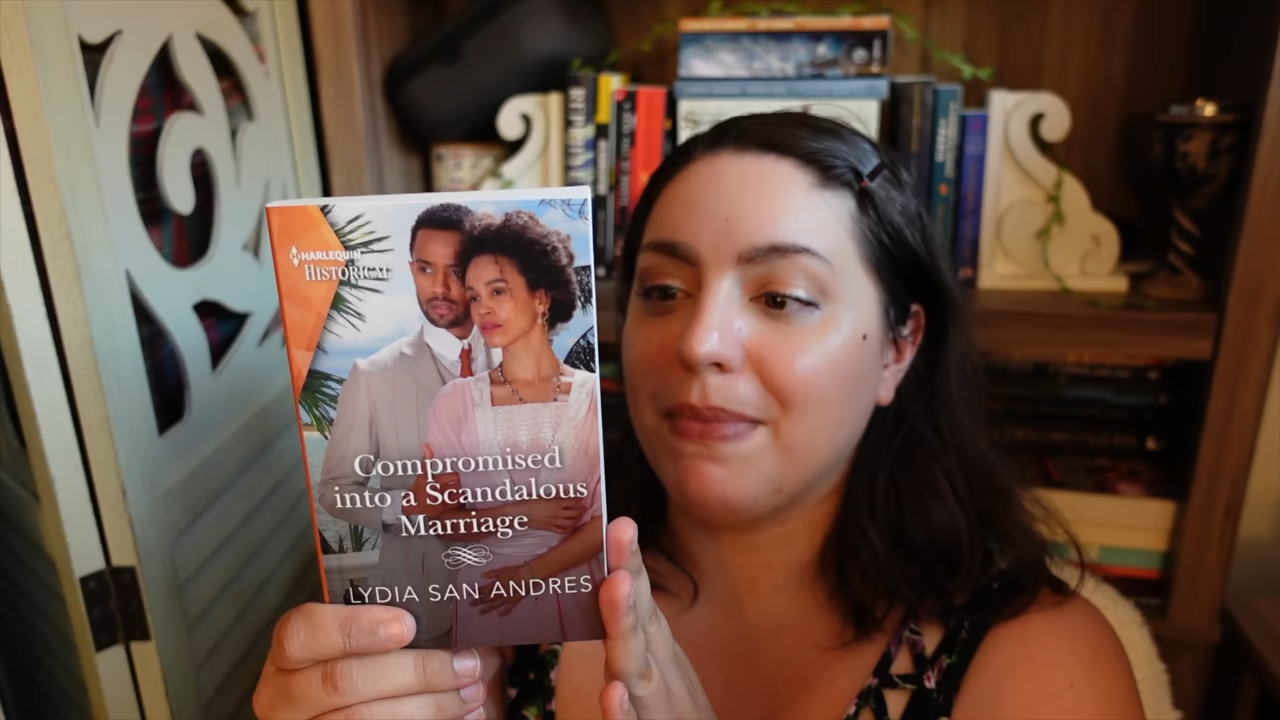 HARLEQUIN
HISTORICAL
Compromised
into a Scandalous
Marriage
LYDIA SAN ANDRES